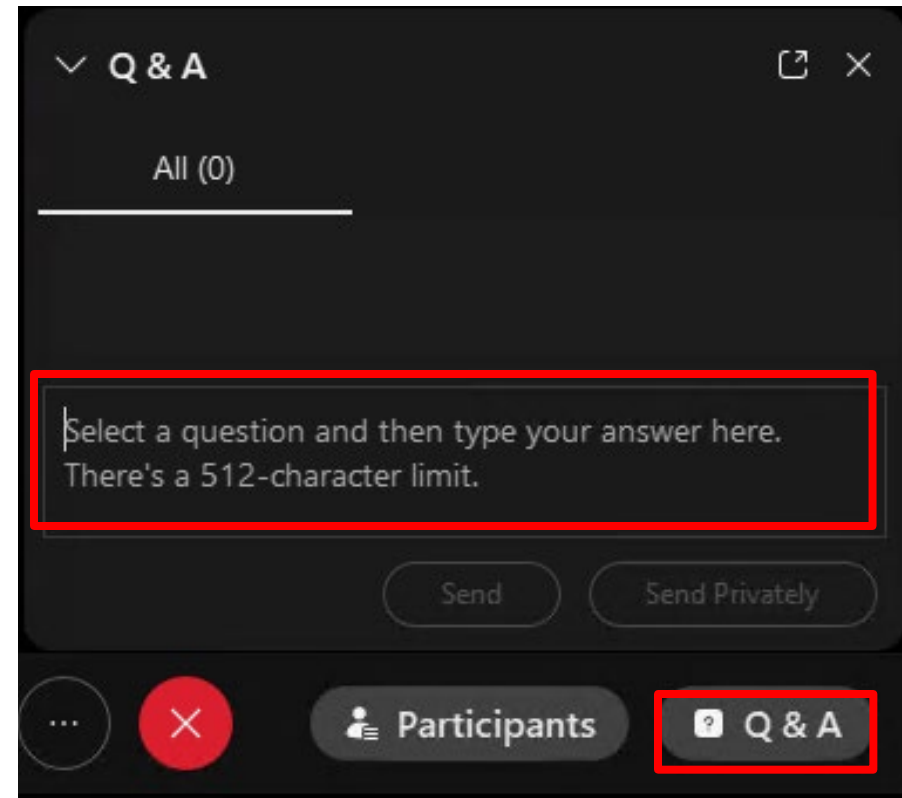 Q & A
All (0)
Select a question and then type your answer here.
There's a 512-character limit.
Send Send Privately
... Participants ? Q & A